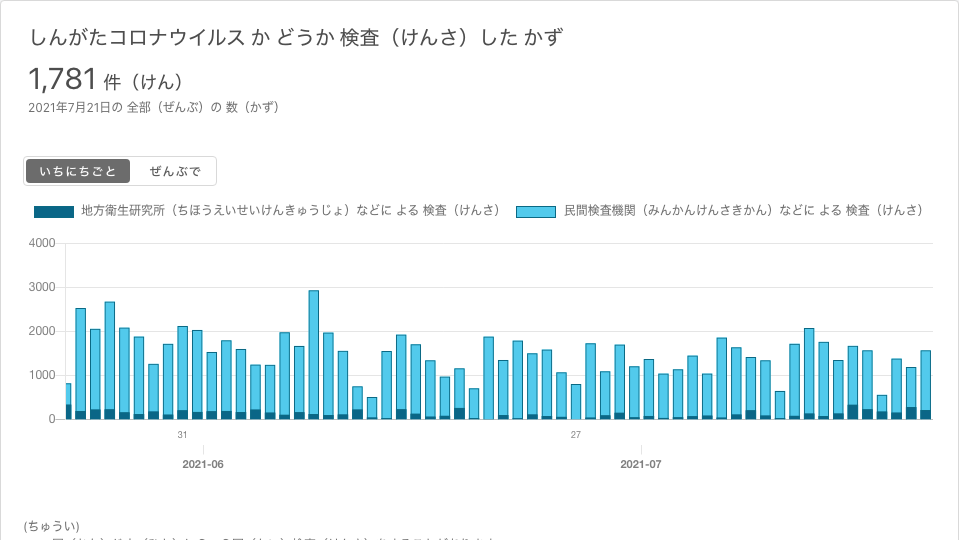 しんがたコロナウイルス か どうか 検査（けんさ）した かず
1,781 件（けん）
2021年7月21日の 全部（ぜんぶ）の 数（かず）
いちにちごと ぜんぶで
地方衛生研究所（ちほうえいせいけんきゅうじょ）などに よる 検査（けんさ） 民間検査機関（みんかんけんさきかん）などに よる 検査（けんさ）
4000
3000
2000
1000
0
31 27
2021-06 2021-07
(ちゅうい)